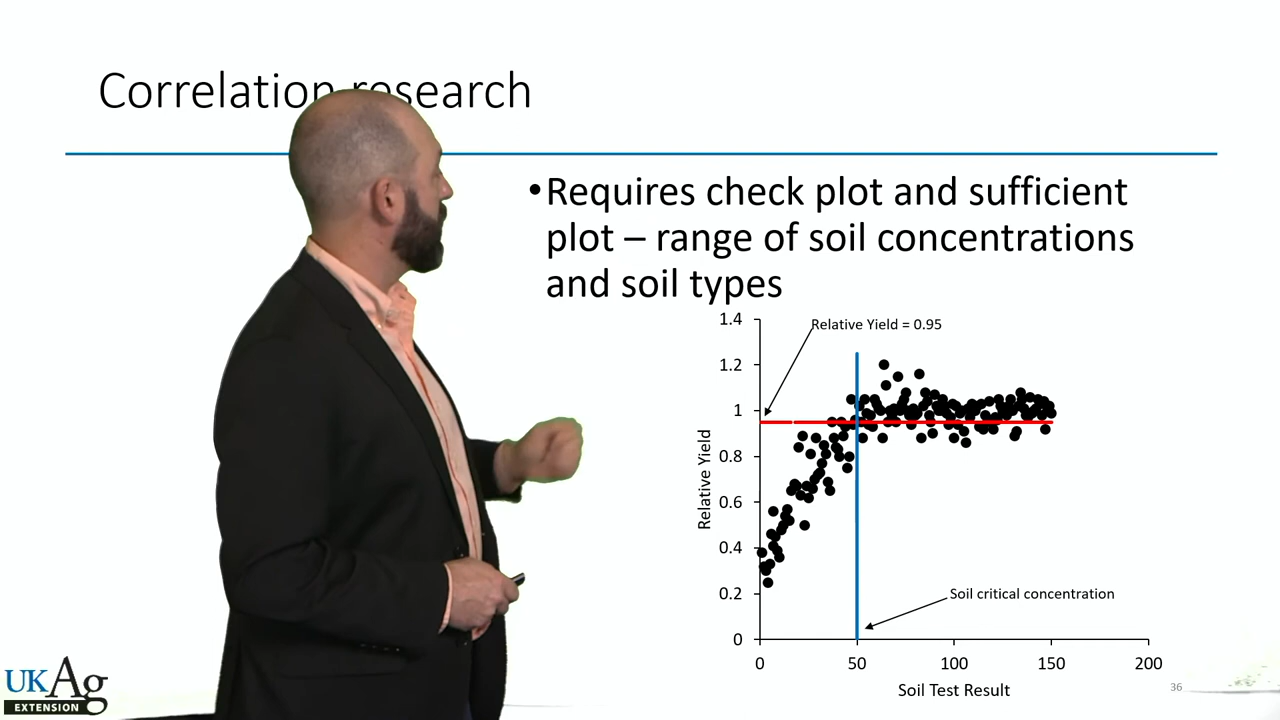 Correlation research
•Requires check plot and sufficient
plot – range of soil concentrations
and soil types
1.4
Relative Yield = 0.95
1.2
1
0.8
0.6
0.4
0.2
0
Relative Yield
Soil critical concentration
0 50 100 150 200
Soil Test Result
36
UKAg
EXTENSION